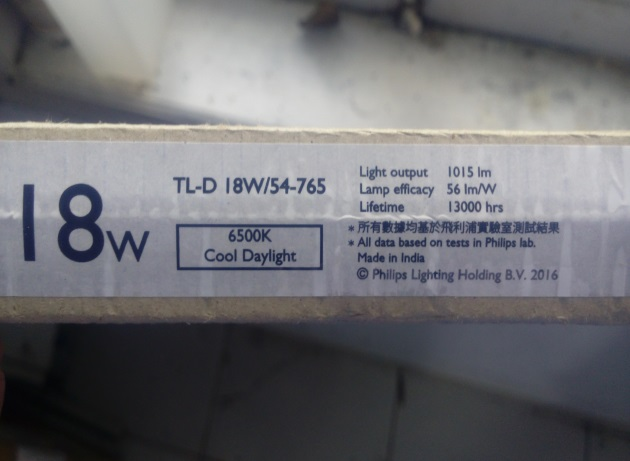 18W
TL-D 18W/54-765
6500K
Cool Daylight
Light output 1015 lm
Lamp efficacy 56 lm/W
Lifetime 13000 hrs
* 所有數據均基於飛利浦實驗室測試結果
* All data based on tests in Philips lab.
Made in India
© Philips Lighting Holding B.V. 2016